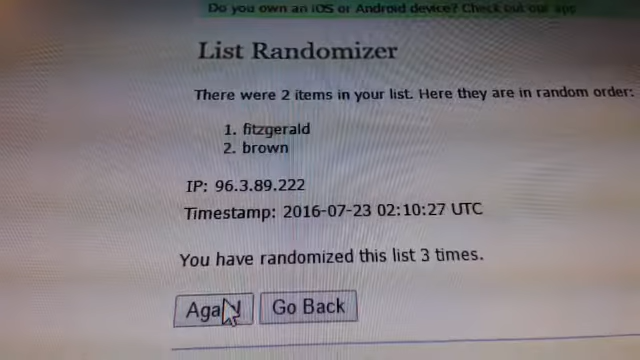 Do you own an iOS or Android device? Check out our app
List Randomizer
There were 2 items in your list. Here they are in random order:
1. fitzgerald
2. brown
IP: 96.3.89.222
Timestamp: 2016-07-23 02:10:27 UTC
You have randomized this list 3 times.
Again! Go Back